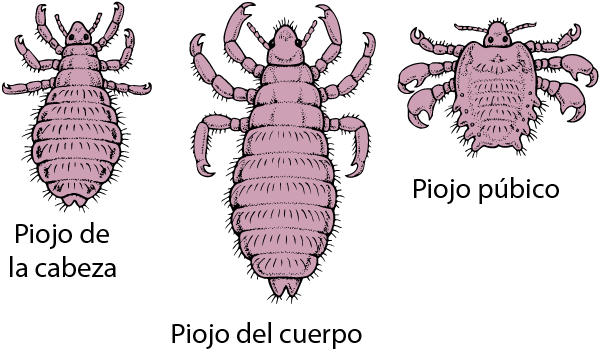 Piojo de
la cabeza
Piojo del cuerpo
Piojo púbico